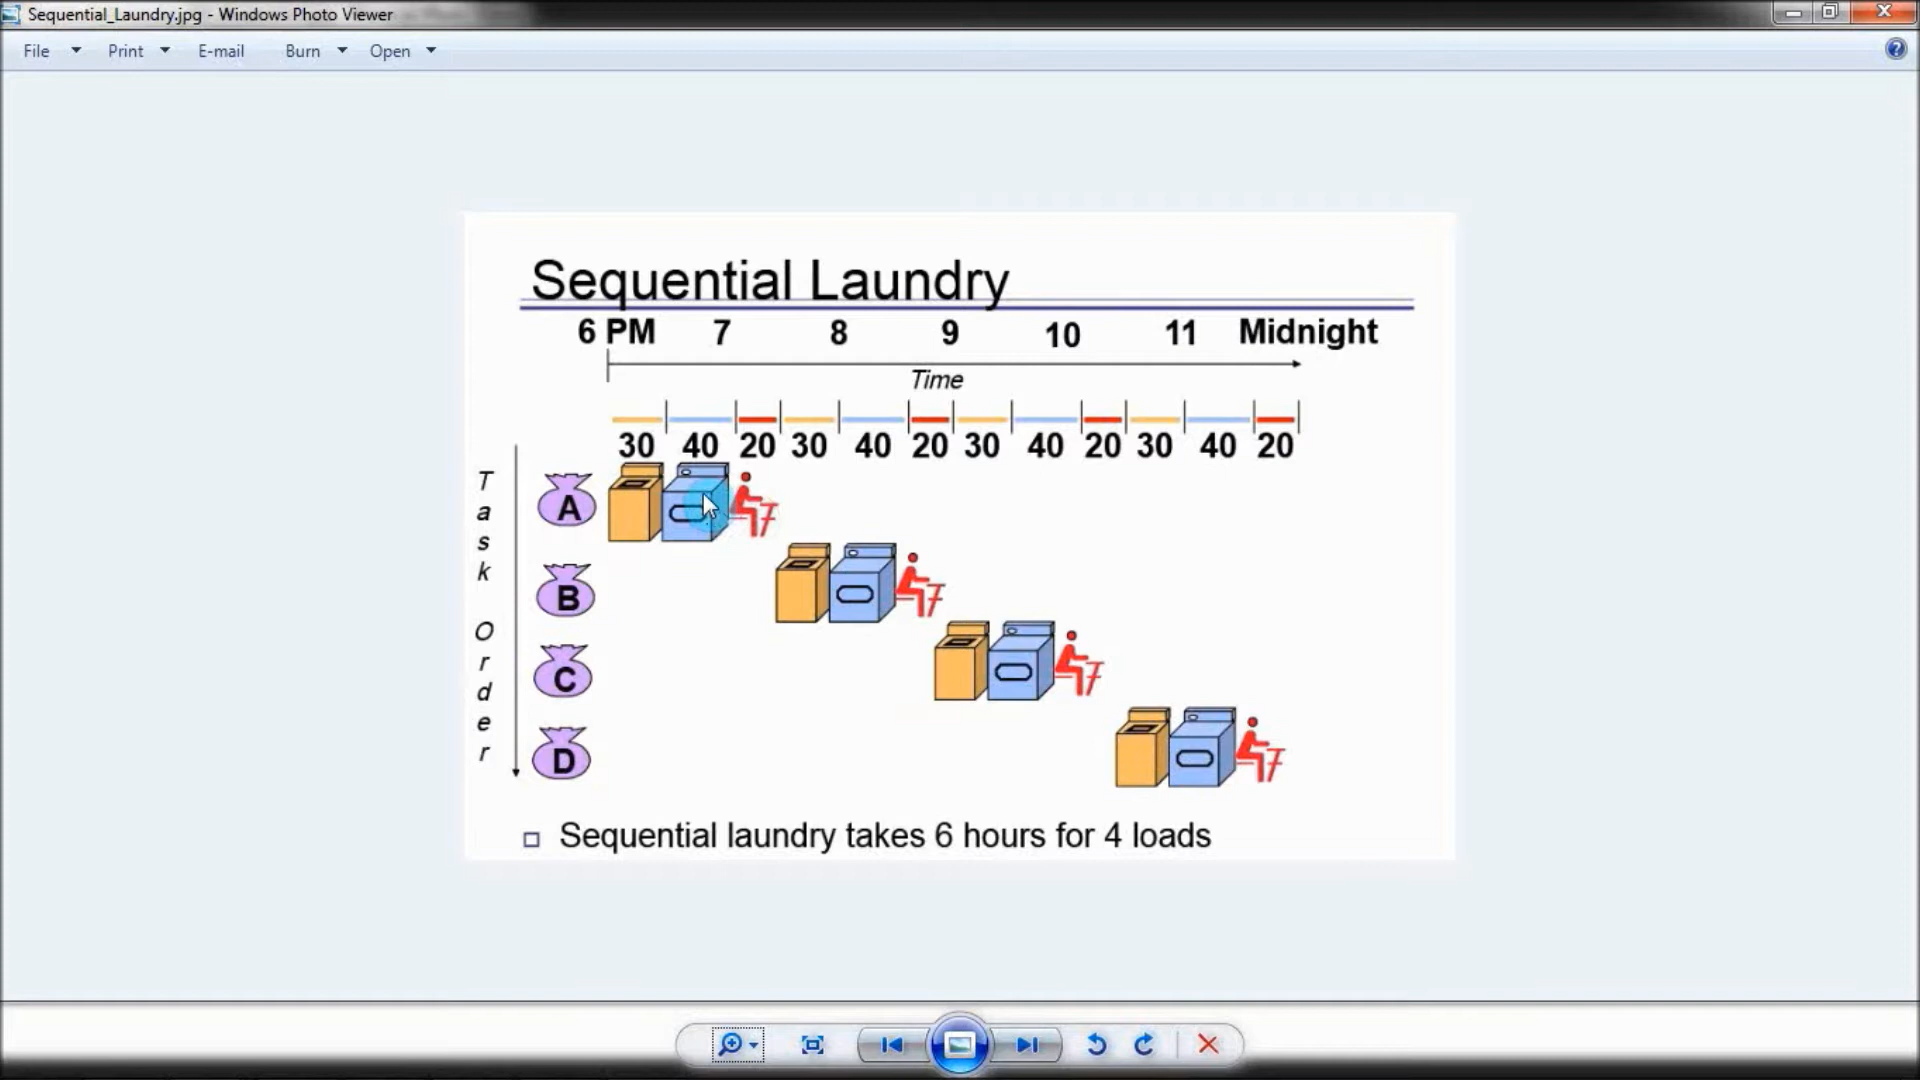 Sequential_Laundry.jpg - Windows Photo Viewer
File Print E-mail Burn Open
Sequential Laundry
6 PM 7 8 9 10 11 Midnight
Time
30 40 20 30 40 20 30 40 20 30 40 20
Task Order
A
B
C
D
Sequential laundry takes 6 hours for 4 loads